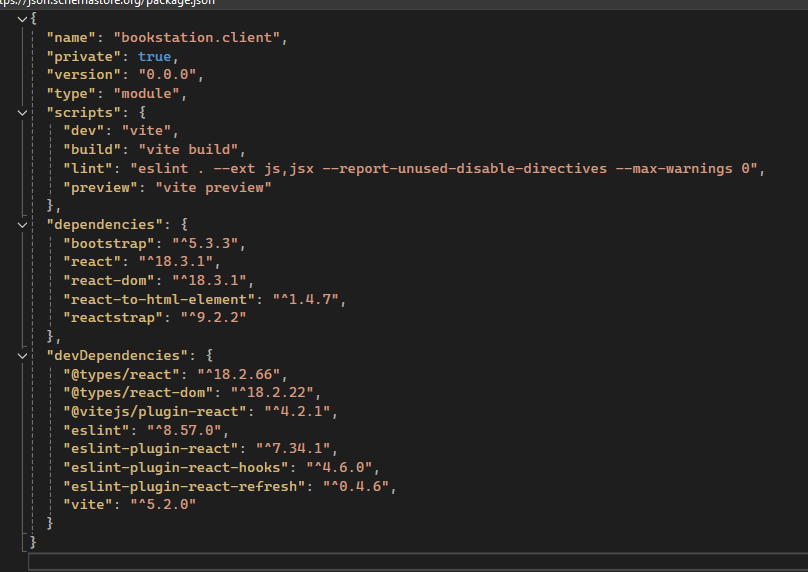 tps://json.schemastore.org/package.json
{
"name": "bookstation.client",
"private": true,
"version": "0.0.0",
"type": "module",
"scripts": {
"dev": "vite",
"build": "vite build",
"lint": "eslint . --ext js,jsx --report-unused-disable-directives --max-warnings 0",
"preview": "vite preview"
},
"dependencies": {
"bootstrap": "^5.3.3",
"react": "^18.3.1",
"react-dom": "^18.3.1",
"react-to-html-element": "^1.4.7",
"reactstrap": "^9.2.2"
},
"devDependencies": {
"@types/react": "^18.2.66",
"@types/react-dom": "^18.2.22",
"@vitejs/plugin-react": "^4.2.1",
"eslint": "^8.57.0",
"eslint-plugin-react": "^7.34.1",
"eslint-plugin-react-hooks": "^4.6.0",
"eslint-plugin-react-refresh": "^0.4.6",
"vite": "^5.2.0"
}
}